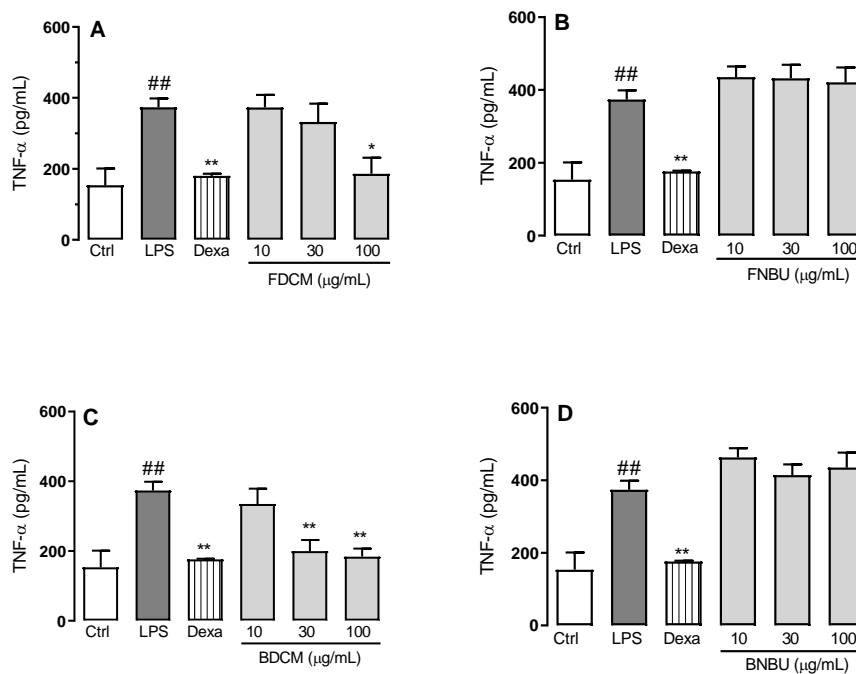 A
TNF-α (pg/mL)
600
400
200
0
##
**
*
Ctrl LPS Dexa 10 30 100
FDCM (μg/mL)
B
TNF-α (pg/mL)
600
400
200
0
##
**
Ctrl LPS Dexa 10 30 100
FNBU (μg/mL)
C
TNF-α (pg/mL)
600
400
200
0
##
**
** **
Ctrl LPS Dexa 10 30 100
BDCM (μg/mL)
D
TNF-α (pg/mL)
600
400
200
0
##
**
Ctrl LPS Dexa 10 30 100
BNBU (μg/mL)